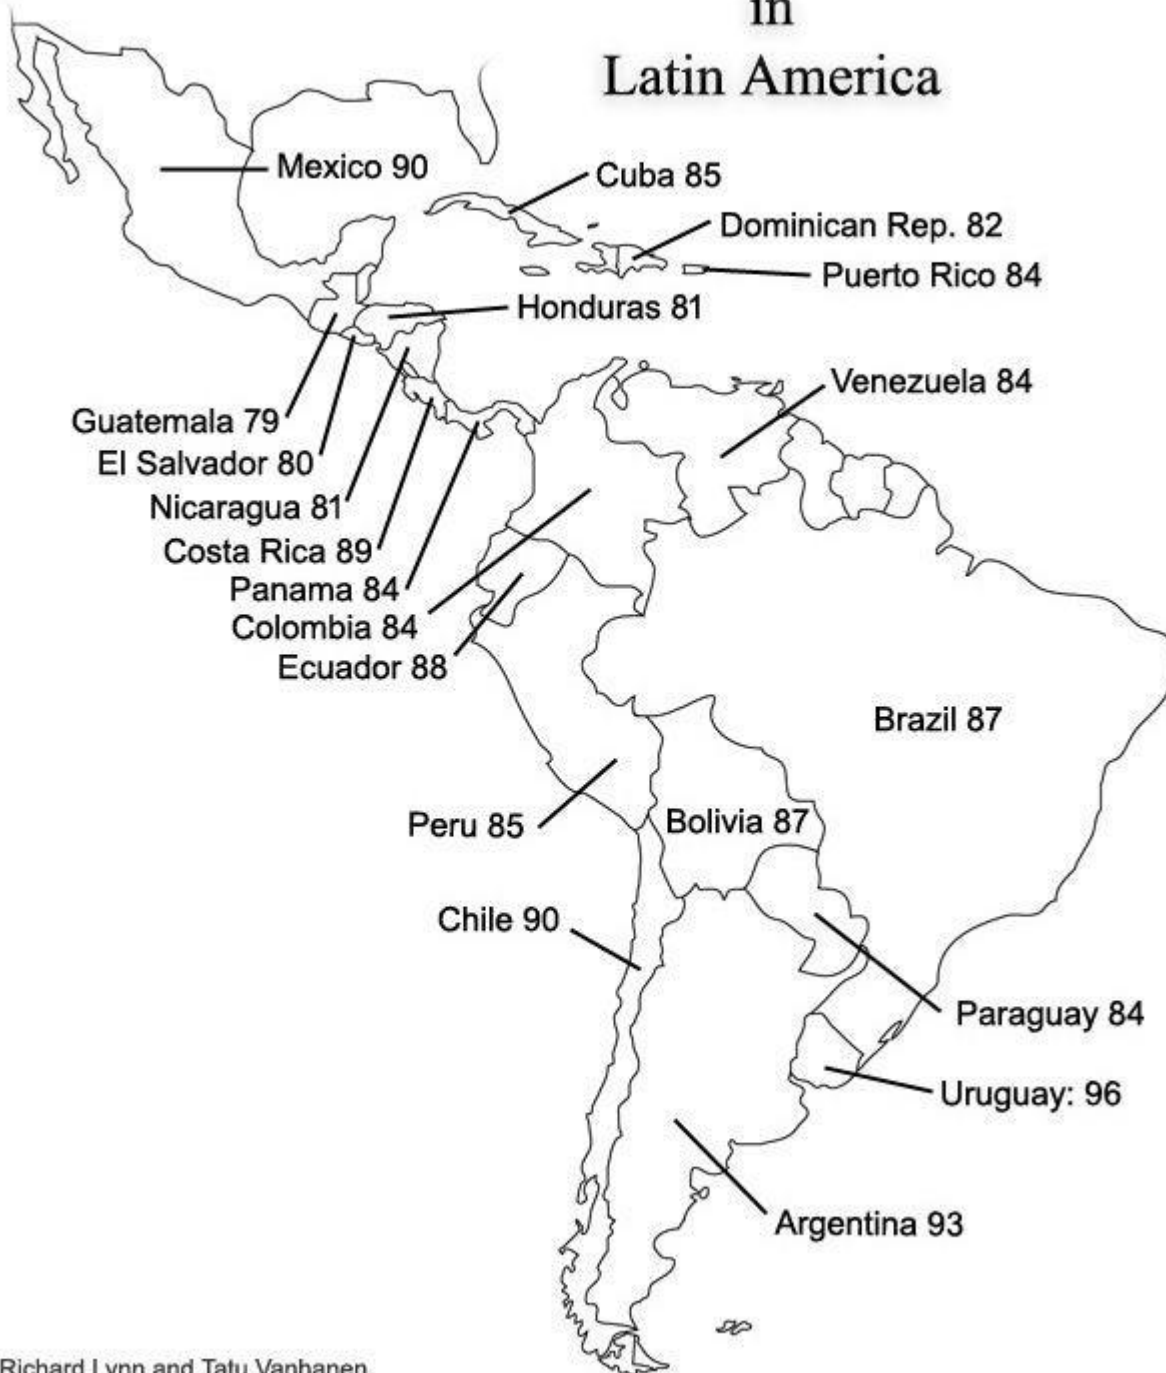 in
Latin America
Mexico 90
Cuba 85
Dominican Rep. 82
Puerto Rico 84
Honduras 81
Venezuela 84
Guatemala 79
El Salvador 80
Nicaragua 81
Costa Rica 89
Panama 84
Colombia 84
Ecuador 88
Brazil 87
Peru 85
Bolivia 87
Chile 90
Paraguay 84
Uruguay: 96
Argentina 93
Richard Lynn and Tatu Vanhanen